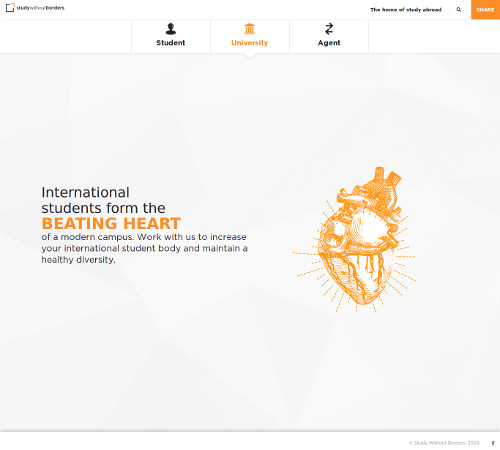 studywithoutborders.
The home of study abroad
SHARE
Student
University
Agent
International
students form the
BEATING HEART
of a modern campus. Work with us to increase
your international student body and maintain a
healthy diversity.
© Study Without Borders, 2020